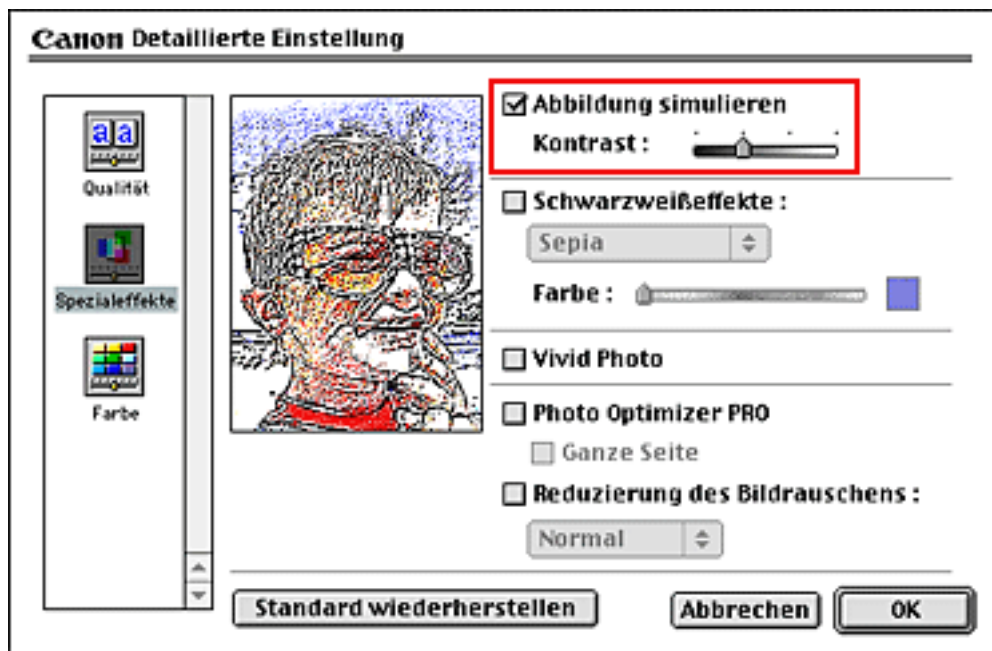 Canon Detaillierte Einstellung
Qualität
Spezialeffekte
Farbe
Abbildung simulieren
Kontrast :
Schwarzweißeffekte :
Sepia
Farbe :
Vivid Photo
Photo Optimizer PRO
Ganze Seite
Reduzierung des Bildrauschens :
Normal
Standard wiederherstellen
Abbrechen
OK